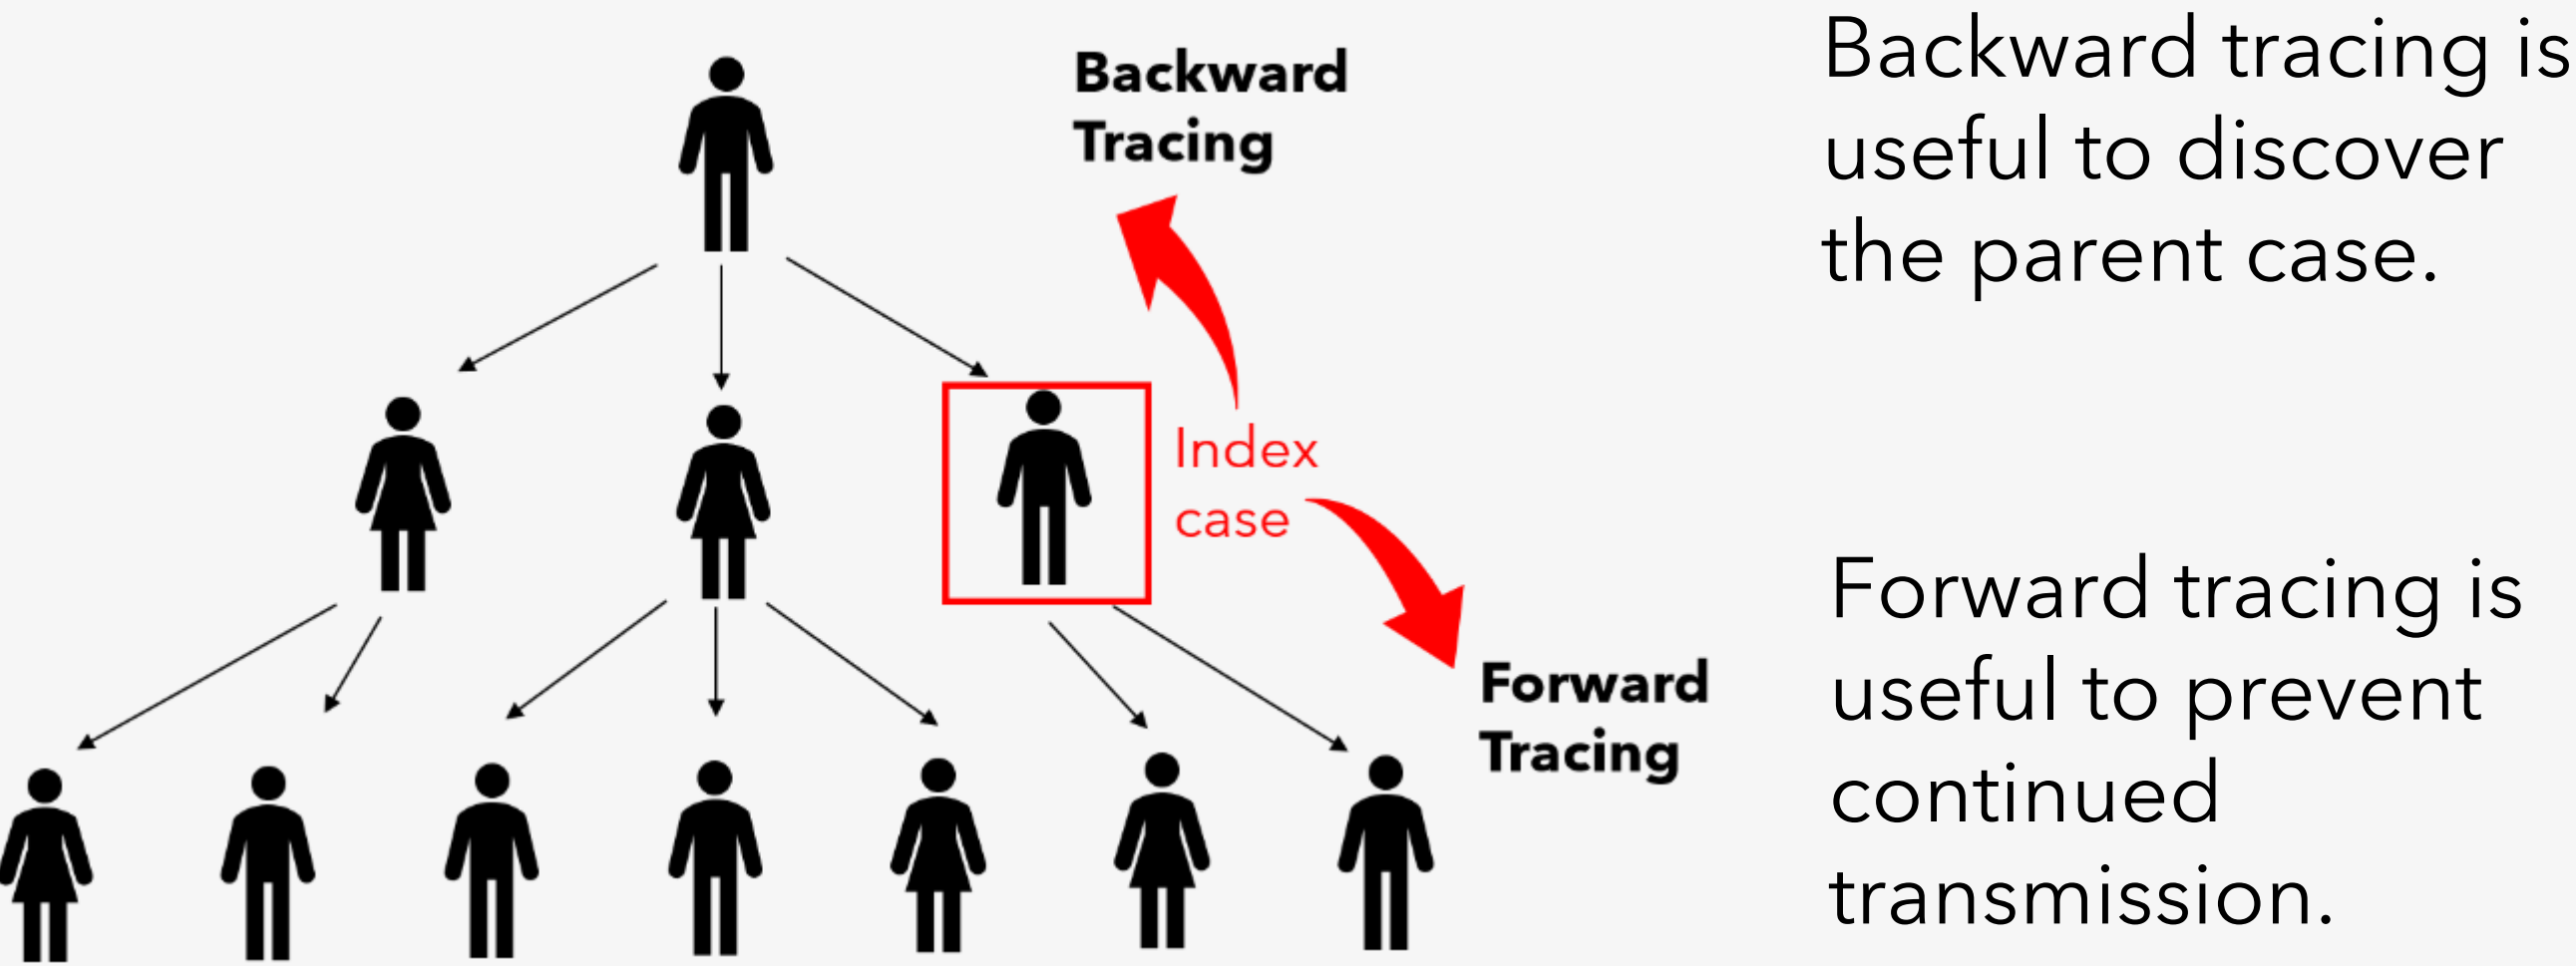 Backward
Tracing
Index
case
Forward
Tracing
Backward tracing is
useful to discover
the parent case.
Forward tracing is
useful to prevent
continued
transmission.